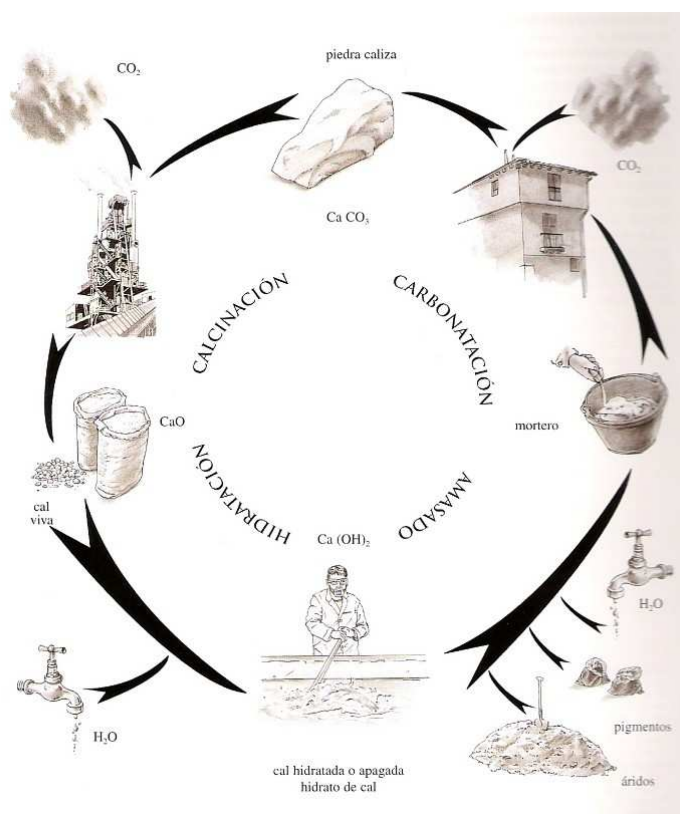 piedra caliza
CO₂
CO₂
Ca CO₃
CALCINACIÓN
CARBONATACIÓN
CaO
mortero
cal
viva
HIDRATACIÓN
AMASADO
Ca (OH)₂
H₂O
H₂O
pigmentos
cal hidratada o apagada
hidrato de cal
áridos